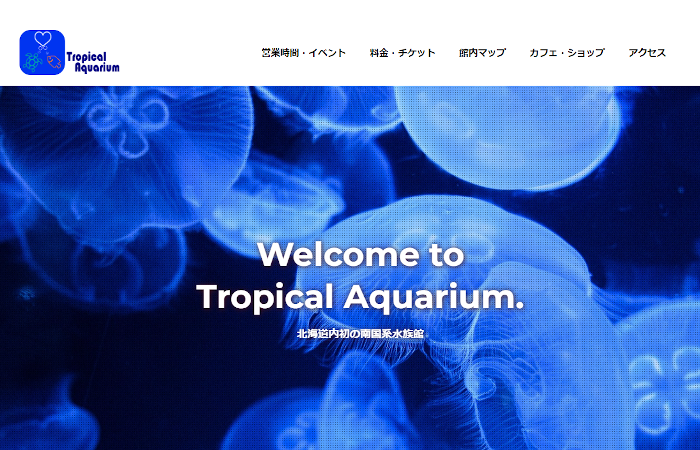 Tropical
Aquarium
営業時間・イベント 料金・チケット 館内マップ カフェ・ショップ アクセス
Welcome to
Tropical Aquarium.
北海道内初の南国系水族館